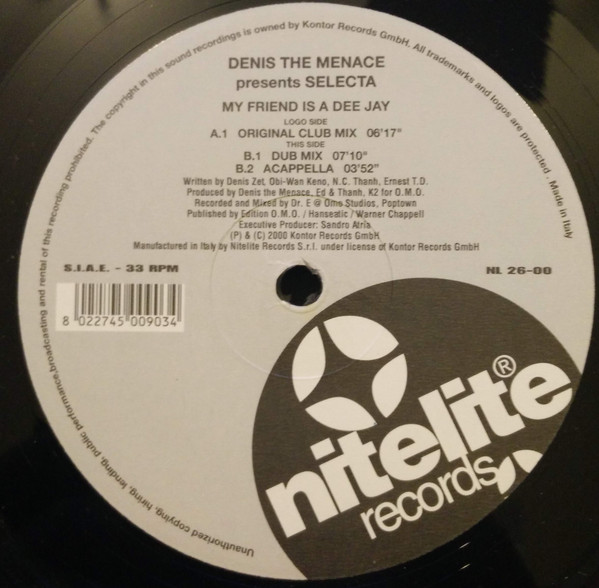 Unauthorized copying, hiring, lending, public performance,broadcasting and rental of this recording prohibited. The copyright in this sound recordings is owned by Kontor Records GmbH. All trademarks and logos are protected . Made in Italy
DENIS THE MENACE
presents SELECTA
MY FRIEND IS A DEE JAY
LOGO SIDE
A.1 ORIGINAL CLUB MIX 06'17"
THIS SIDE
B.1 DUB MIX 07'10"
B.2 ACAPPELLA 03'52"
Written by Denis Zet, Obi-Wan Keno, N.C. Thanh, Ernest T.D.
Produced by Denis the Menace, Ed & Thanh, K2 for O.M.O.
Recorded and Mixed by Dr. E @ Oms Studios, Poptown
Published by Edition O.M.O. / Hanseatic / Warner Chappell
Executive Producer: Sandro Atria
(P) & (C) 2000 Kontor Records GmbH
Manufactured in Italy by Nitelite Records S.r.l. under license of Kontor Records GmbH
S.I.A.E. - 33 RPM
NL 26-00
8 022745 009034
nitelite®
records